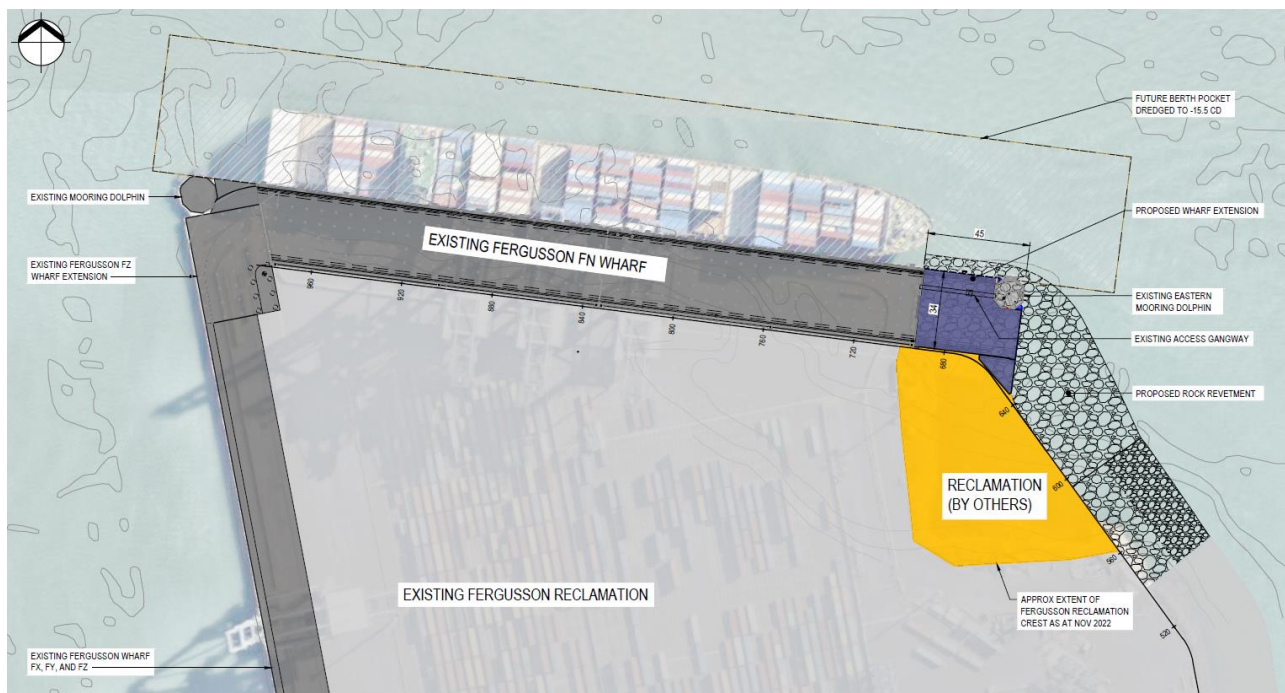 FUTURE BERTH POCKET
DREDGED TO -15.5 CD
EXISTING MOORING DOLPHIN
PROPOSED WHARF EXTENSION
45
EXISTING FERGUSSON FN WHARF
EXISTING FERGUSSON FZ
WHARF EXTENSION
34
EXISTING EASTERN
MOORING DOLPHIN
EXISTING ACCESS GANGWAY
960
920
880
840
800
760
720
680
640
600
560
520
PROPOSED ROCK REVETMENT
RECLAMATION
(BY OTHERS)
EXISTING FERGUSSON RECLAMATION
APPROX EXTENT OF
FERGUSSON RECLAMATION
CREST AS AT NOV 2022
EXISTING FERGUSSON WHARF
FX, FY, AND FZ